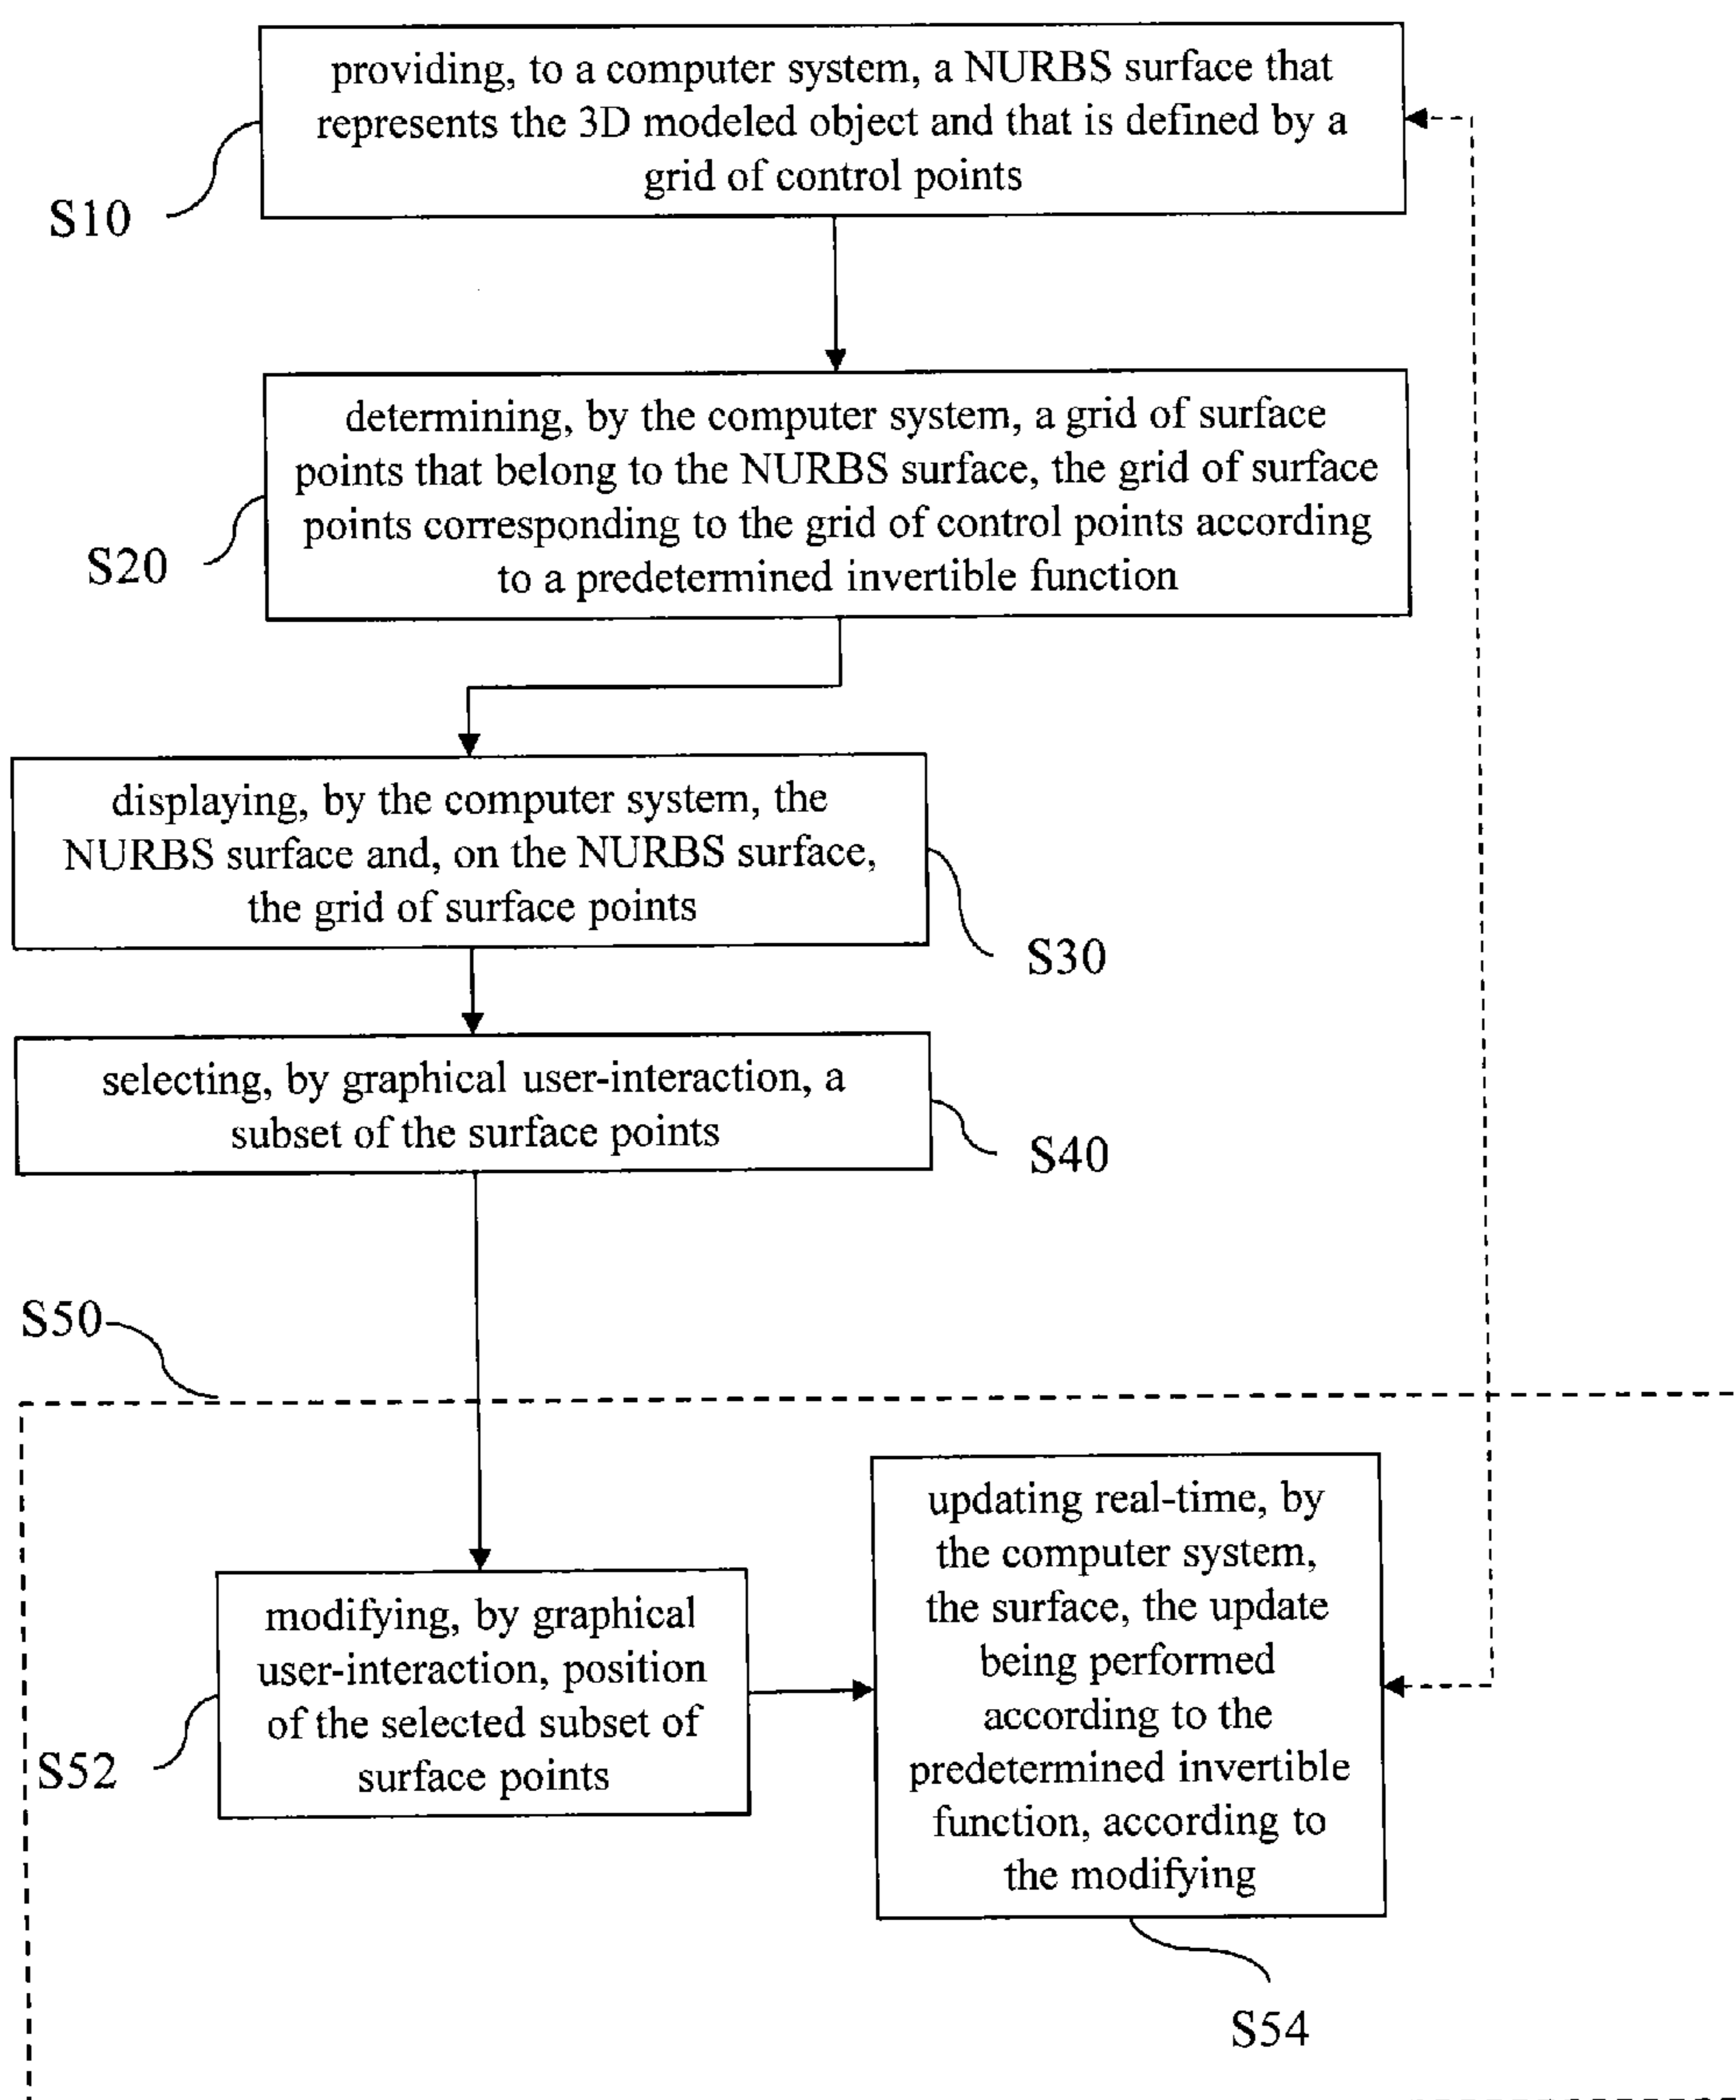 providing, to a computer system, a NURBS surface that
represents the 3D modeled object and that is defined by a
grid of control points
S10
determining, by the computer system, a grid of surface
points that belong to the NURBS surface, the grid of surface
points corresponding to the grid of control points according
to a predetermined invertible function
S20
displaying, by the computer system, the
NURBS surface and, on the NURBS surface,
the grid of surface points
S30
selecting, by graphical user-interaction, a
subset of the surface points
S40
S50
modifying, by graphical
user-interaction, position
of the selected subset of
surface points
S52
updating real-time, by
the computer system,
the surface, the update
being performed
according to the
predetermined invertible
function, according to
the modifying
S54